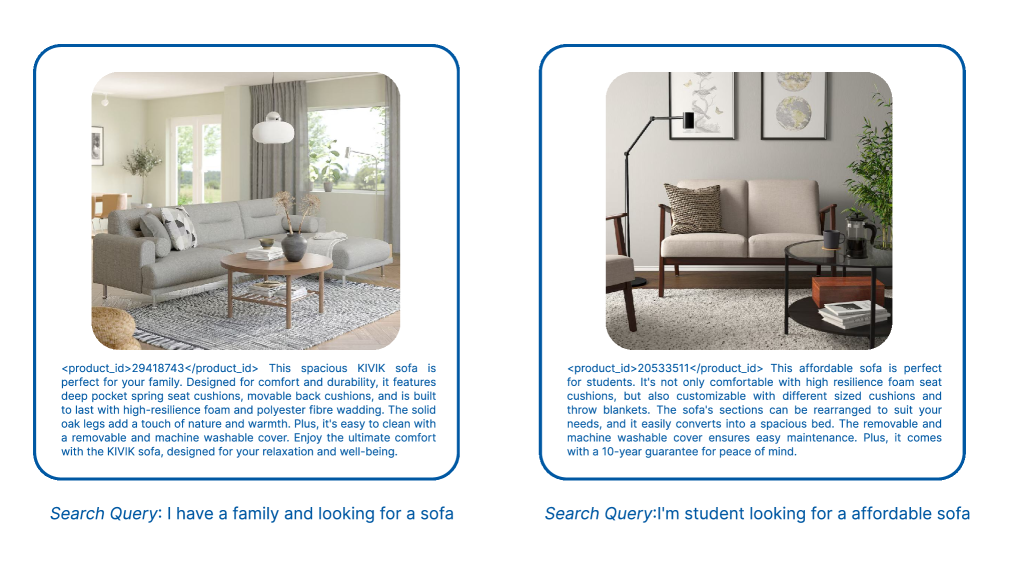 <product_id>29418743</product_id> This spacious KIVIK sofa is
perfect for your family. Designed for comfort and durability, it features
deep pocket spring seat cushions, movable back cushions, and is built
to last with high-resilience foam and polyester fibre wadding. The solid
oak legs add a touch of nature and warmth. Plus, it's easy to clean with
a removable and machine washable cover. Enjoy the ultimate comfort
with the KIVIK sofa, designed for your relaxation and well-being.
Search Query: I have a family and looking for a sofa
<product_id>20533511</product_id> This affordable sofa is perfect
for students. It's not only comfortable with high resilience foam seat
cushions, but also customizable with different sized cushions and
throw blankets. The sofa's sections can be rearranged to suit your
needs, and it easily converts into a spacious bed. The removable and
machine washable cover ensures easy maintenance. Plus, it comes
with a 10-year guarantee for peace of mind.
Search Query:I'm student looking for a affordable sofa